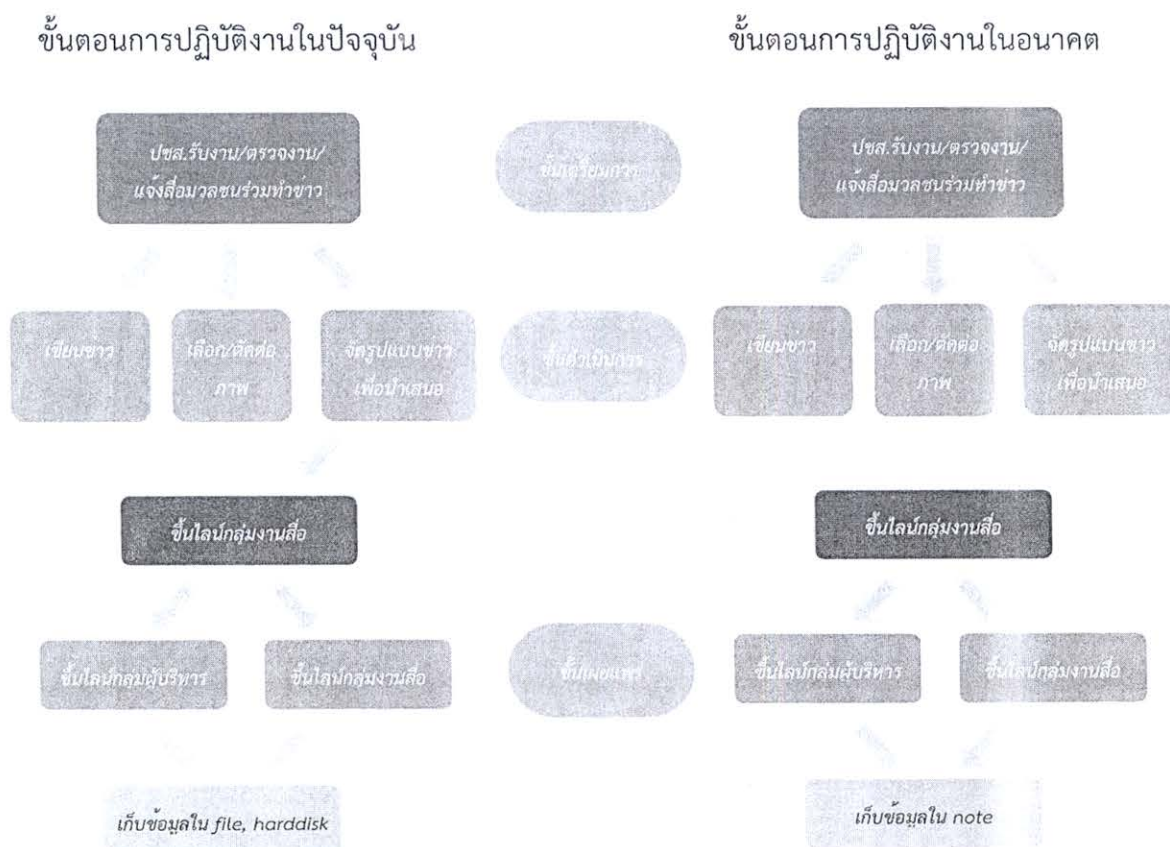 ขั้นตอนการปฏิบัติงานในปัจจุบัน
ขั้นตอนการปฏิบัติงานในอนาคต
ปชส.รับงาน/ตรวจงาน/
แจ้งสื่อมวลชนร่วมทำข่าว
ขั้นเตรียมการ
ปชส.รับงาน/ตรวจงาน/
แจ้งสื่อมวลชนร่วมทำข่าว
เขียนข่าว
เลือก/ตัดต่อ
ภาพ
จัดรูปแบบข่าว
เพื่อนำเสนอ
ขั้นดำเนินการ
เขียนข่าว
เลือก/ตัดต่อ
ภาพ
จัดรูปแบบข่าว
เพื่อนำเสนอ
ขึ้นไลน์กลุ่มงานสื่อ
ขึ้นไลน์กลุ่มงานสื่อ
ขึ้นไลน์กลุ่มผู้บริหาร
ขึ้นไลน์กลุ่มงานสื่อ
ขั้นเผยแพร่
ขึ้นไลน์กลุ่มผู้บริหาร
ขึ้นไลน์กลุ่มงานสื่อ
เก็บข้อมูลใน file, harddisk
เก็บข้อมูลใน note